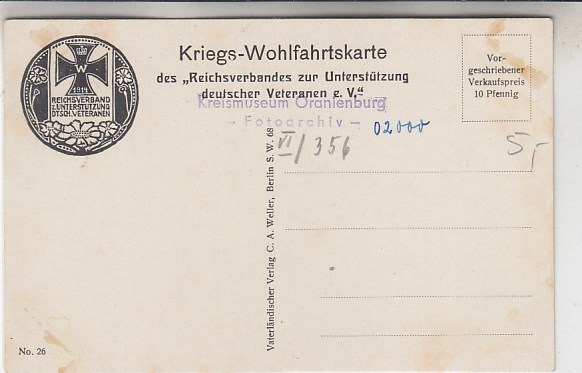 W
1914
REICHSVERBAND
Z. UNTERSTÜTZUNG
DTSCH. VETERANEN
Kriegs-Wohlfahrtskarte
des „Reichsverbandes zur Unterstützung
deutscher Veteranen e. V.“
Kreismuseum Oranienburg
- Fotoarchiv -
02000
VI/356
Vor-
geschriebener
Verkaufspreis
10 Pfennig
5,-
Vaterländischer Verlag C. A. Weller, Berlin S. W. 68
No. 26